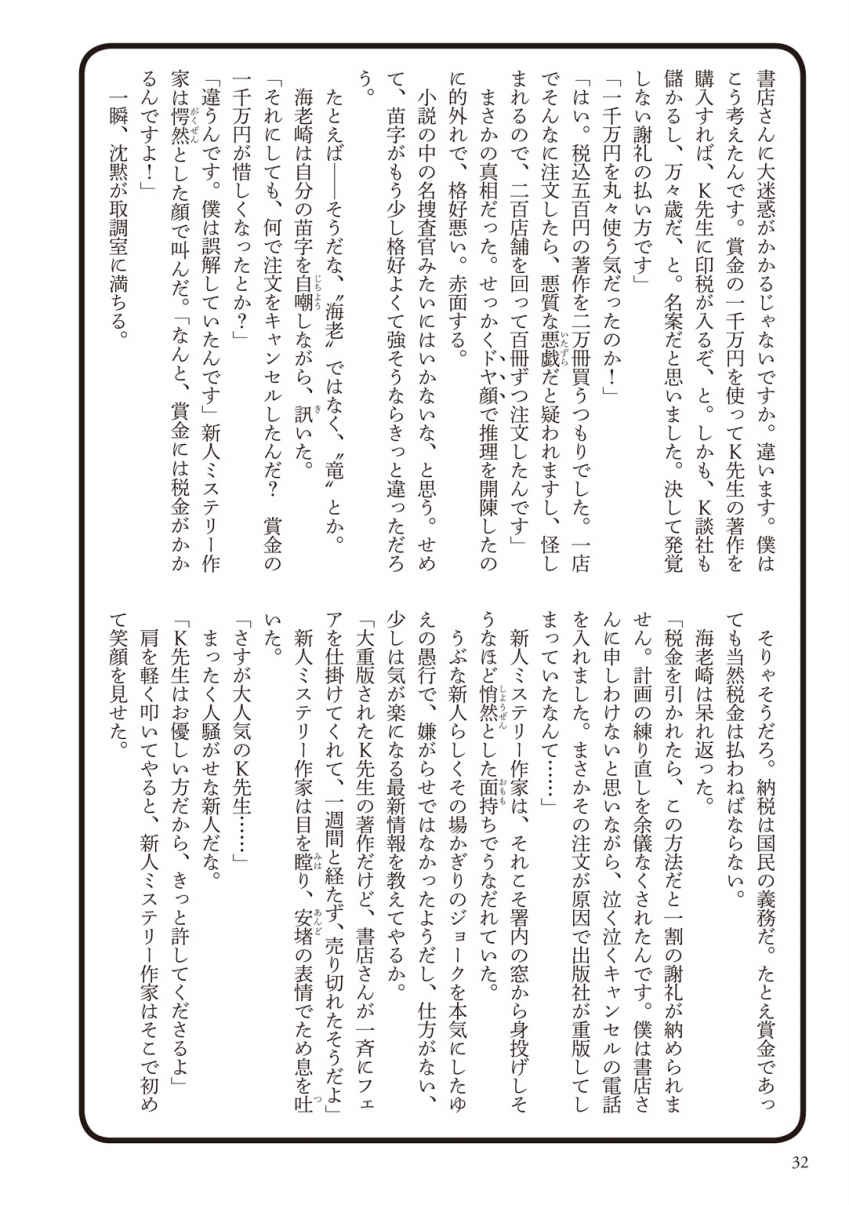 書店さんに大迷惑がかかるじゃないですか。違います。僕は
こう考えたんです。賞金の一千万円を使ってK先生の著作を
購入すれば、K先生に印税が入るぞ、と。しかも、K談社も
儲かるし、万々歳だ、と。名案だと思いました。決して発覚
しない謝礼の払い方です」
「一千万円を丸々使う気だったのか!」
「はい。税込五百円の著作を二万冊買うつもりでした。一店
でそんなに注文したら、悪質な悪戯だと疑われますし、怪し
まれるので、二百店舗を回って百冊ずつ注文したんです」
まさかの真相だった。せっかくドヤ顔で推理を開陳したの
に的外れで、格好悪い。赤面する。
小説の中の名捜査官みたいにはいかないな、と思う。せめ
て、苗字がもう少し格好よくて強そうならきっと違っただろ
う。
たとえば――そうだな、〝海老〟ではなく、〝竜〟とか。
海老崎は自分の苗字を自嘲しながら、訊いた。
「それにしても、何で注文をキャンセルしたんだ? 賞金の
一千万円が惜しくなったとか?」
「違うんです。僕は誤解していたんです」新人ミステリー作
家は愕然とした顔で叫んだ。「なんと、賞金には税金がかか
るんですよ!」
一瞬、沈黙が取調室に満ちる。
そりゃそうだろ。納税は国民の義務だ。たとえ賞金であっ
ても当然税金は払わねばならない。
海老崎は呆れ返った。
「税金を引かれたら、この方法だと一割の謝礼が納められま
せん。計画の練り直しを余儀なくされたんです。僕は書店さ
んに申しわけないと思いながら、泣く泣くキャンセルの電話
を入れました。まさかその注文が原因で出版社が重版してし
まっていたなんて……」
新人ミステリー作家は、それこそ署内の窓から身投げしそ
うなほど悄然とした面持ちでうなだれていた。
うぶな新人らしくその場かぎりのジョークを本気にしたゆ
えの愚行で、嫌がらせではなかったようだし、仕方がない、
少しは気が楽になる最新情報を教えてやるか。
「大重版されたK先生の著作だけど、書店さんが一斉にフェ
アを仕掛けてくれて、一週間と経たず、売り切れたそうだよ」
新人ミステリー作家は目を瞠り、安堵の表情でため息を吐
いた。
「さすが大人気のK先生……」
まったく人騒がせな新人だな。
「K先生はお優しい方だから、きっと許してくださるよ」
肩を軽く叩いてやると、新人ミステリー作家はそこで初め
て笑顔を見せた。
32